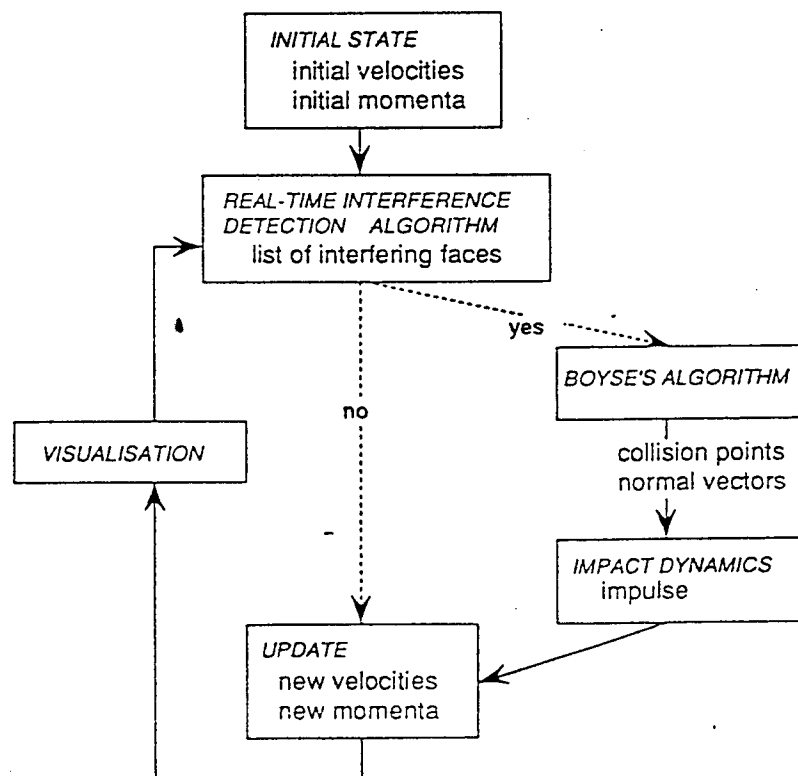 INITIAL STATE
initial velocities
initial momenta
REAL-TIME INTERFERENCE
DETECTION ALGORITHM
list of interfering faces
yes
BOYSE'S ALGORITHM
no
VISUALISATION
collision points
normal vectors
IMPACT DYNAMICS
impulse
UPDATE
new velocities
new momenta